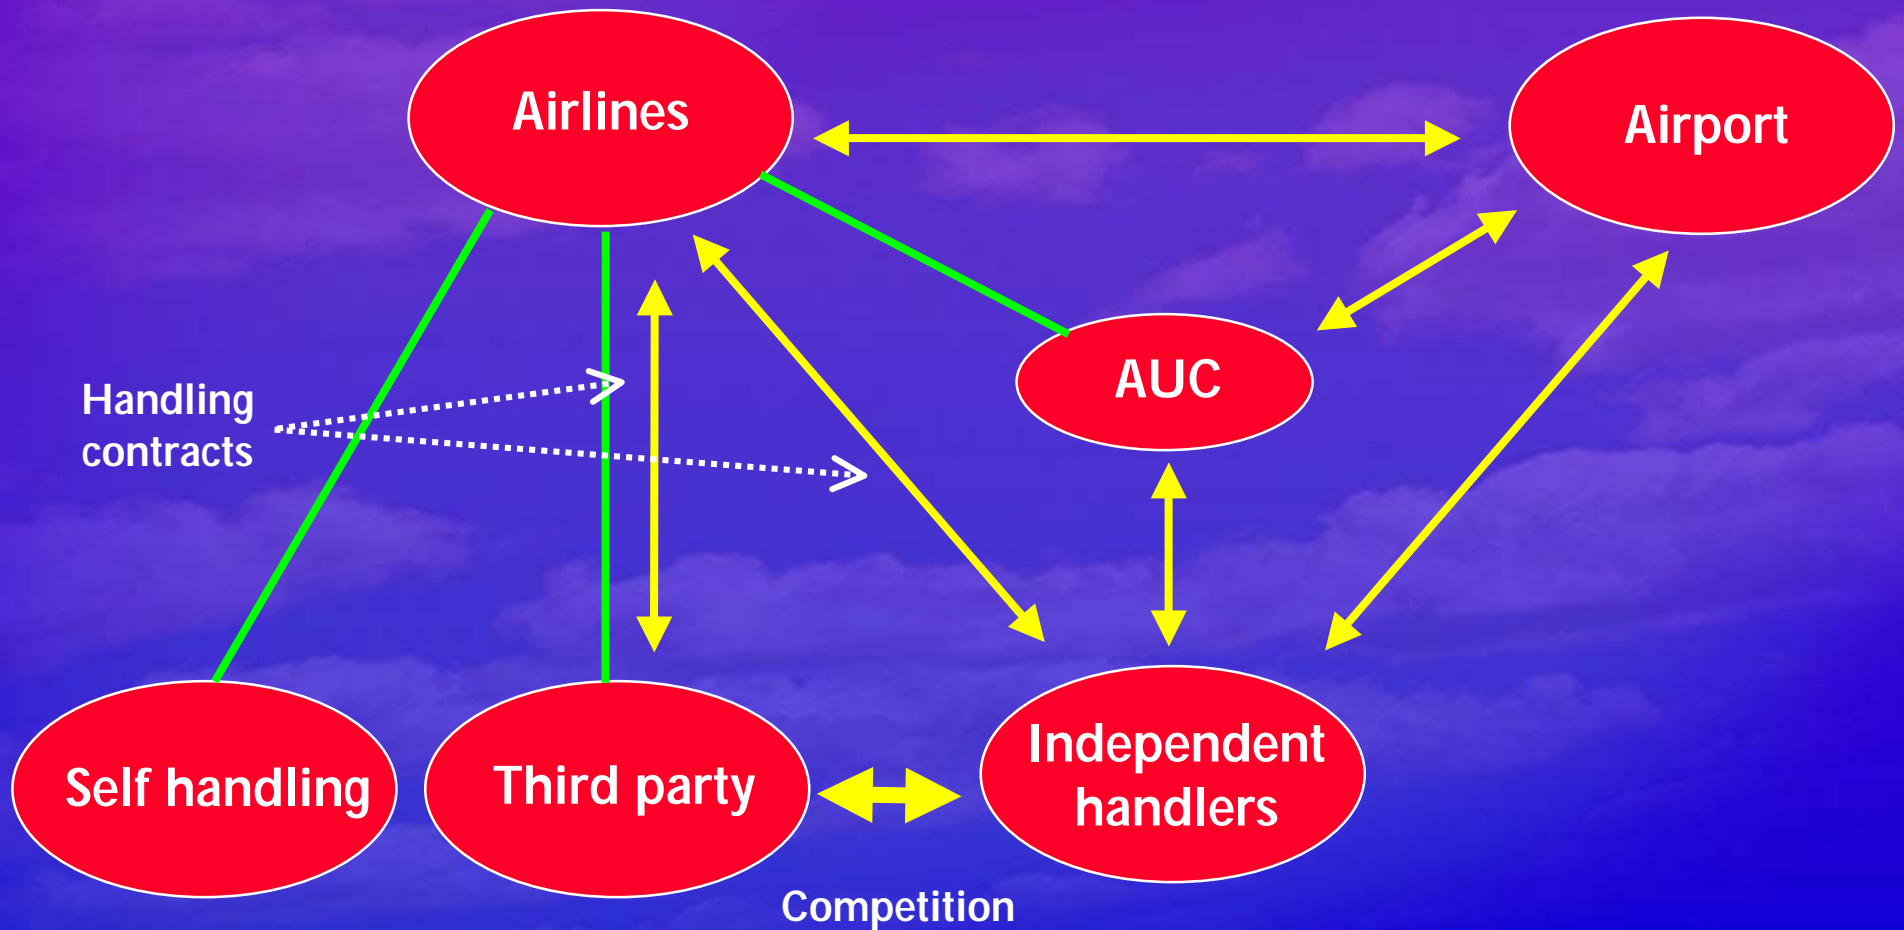 Airlines
Airport
AUC
Handling
contracts
Self handling
Third party
Independent
handlers
Competition